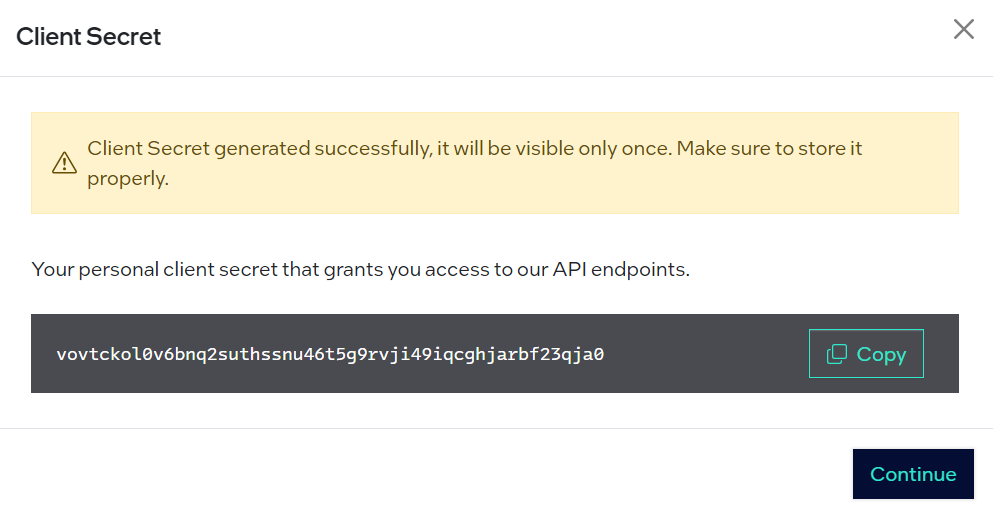 Client Secret
Client Secret generated successfully, it will be visible only once. Make sure to store it
properly.
Your personal client secret that grants you access to our API endpoints.
vovtckol0v6bnq2suthssnu46t5g9rvji49iqcghjarbf23qja0
Copy
Continue